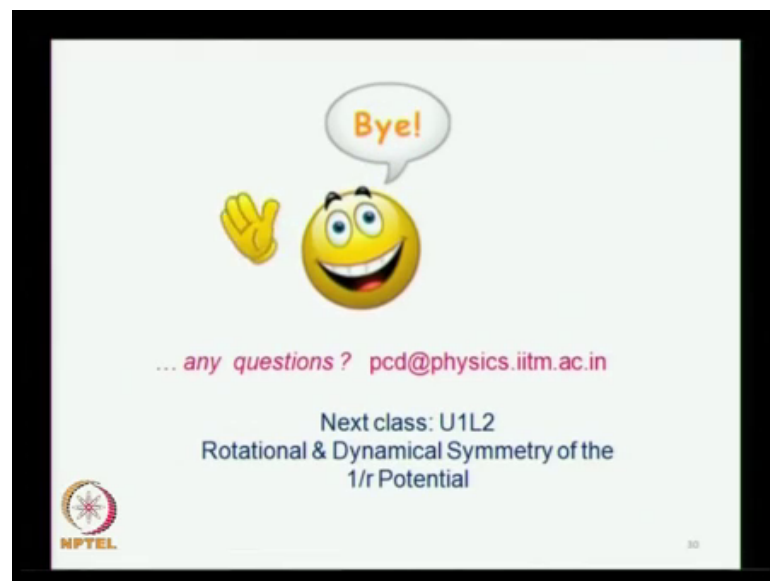 Bye!
... any questions? pcd@physics.iitm.ac.in
Next class: U1L2
Rotational & Dynamical Symmetry of the
1/r Potential
NPTEL
30